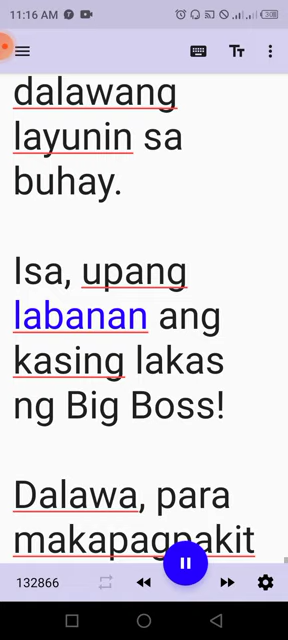 11:16 AM
dalawang
layunin sa
buhay.
Isa, upang
labanan ang
kasing lakas
ng Big Boss!
Dalawa, para
makapagpakit
132866